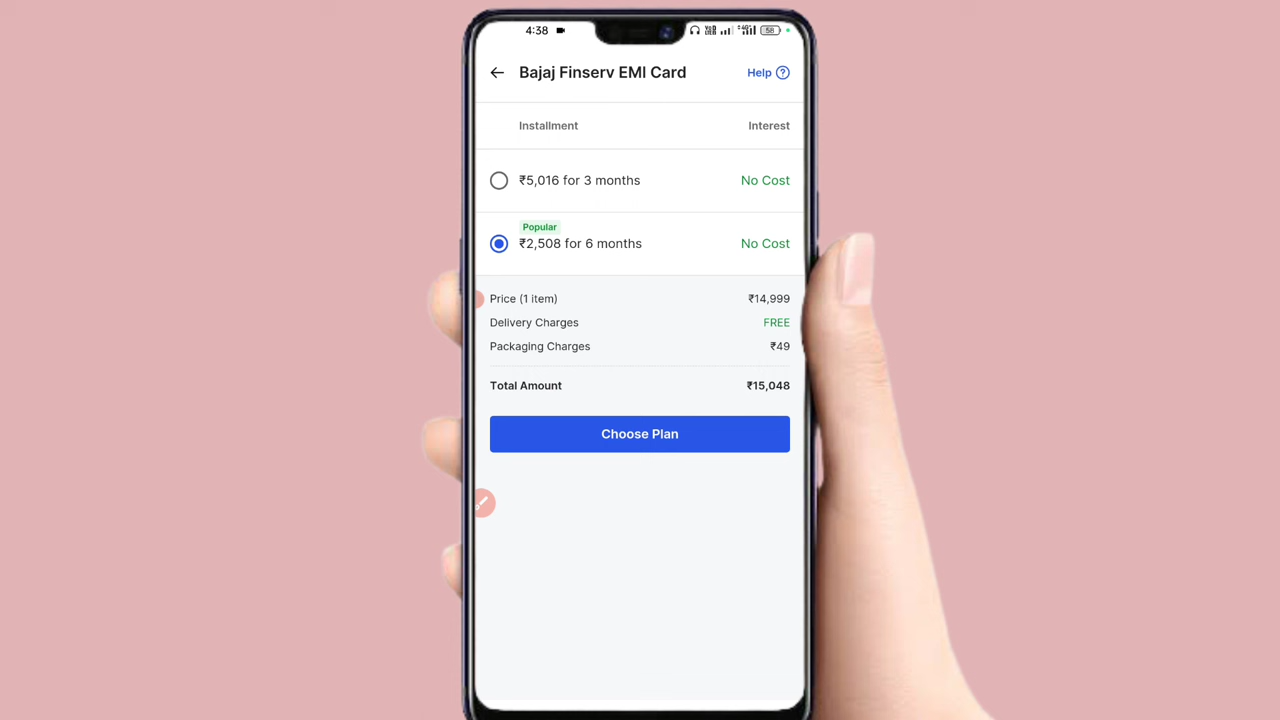 4:38
58
Bajaj Finserv EMI Card Help ?
Installment Interest
₹5,016 for 3 months No Cost
Popular
₹2,508 for 6 months No Cost
Price (1 item) ₹14,999
Delivery Charges FREE
Packaging Charges ₹49
Total Amount ₹15,048
Choose Plan